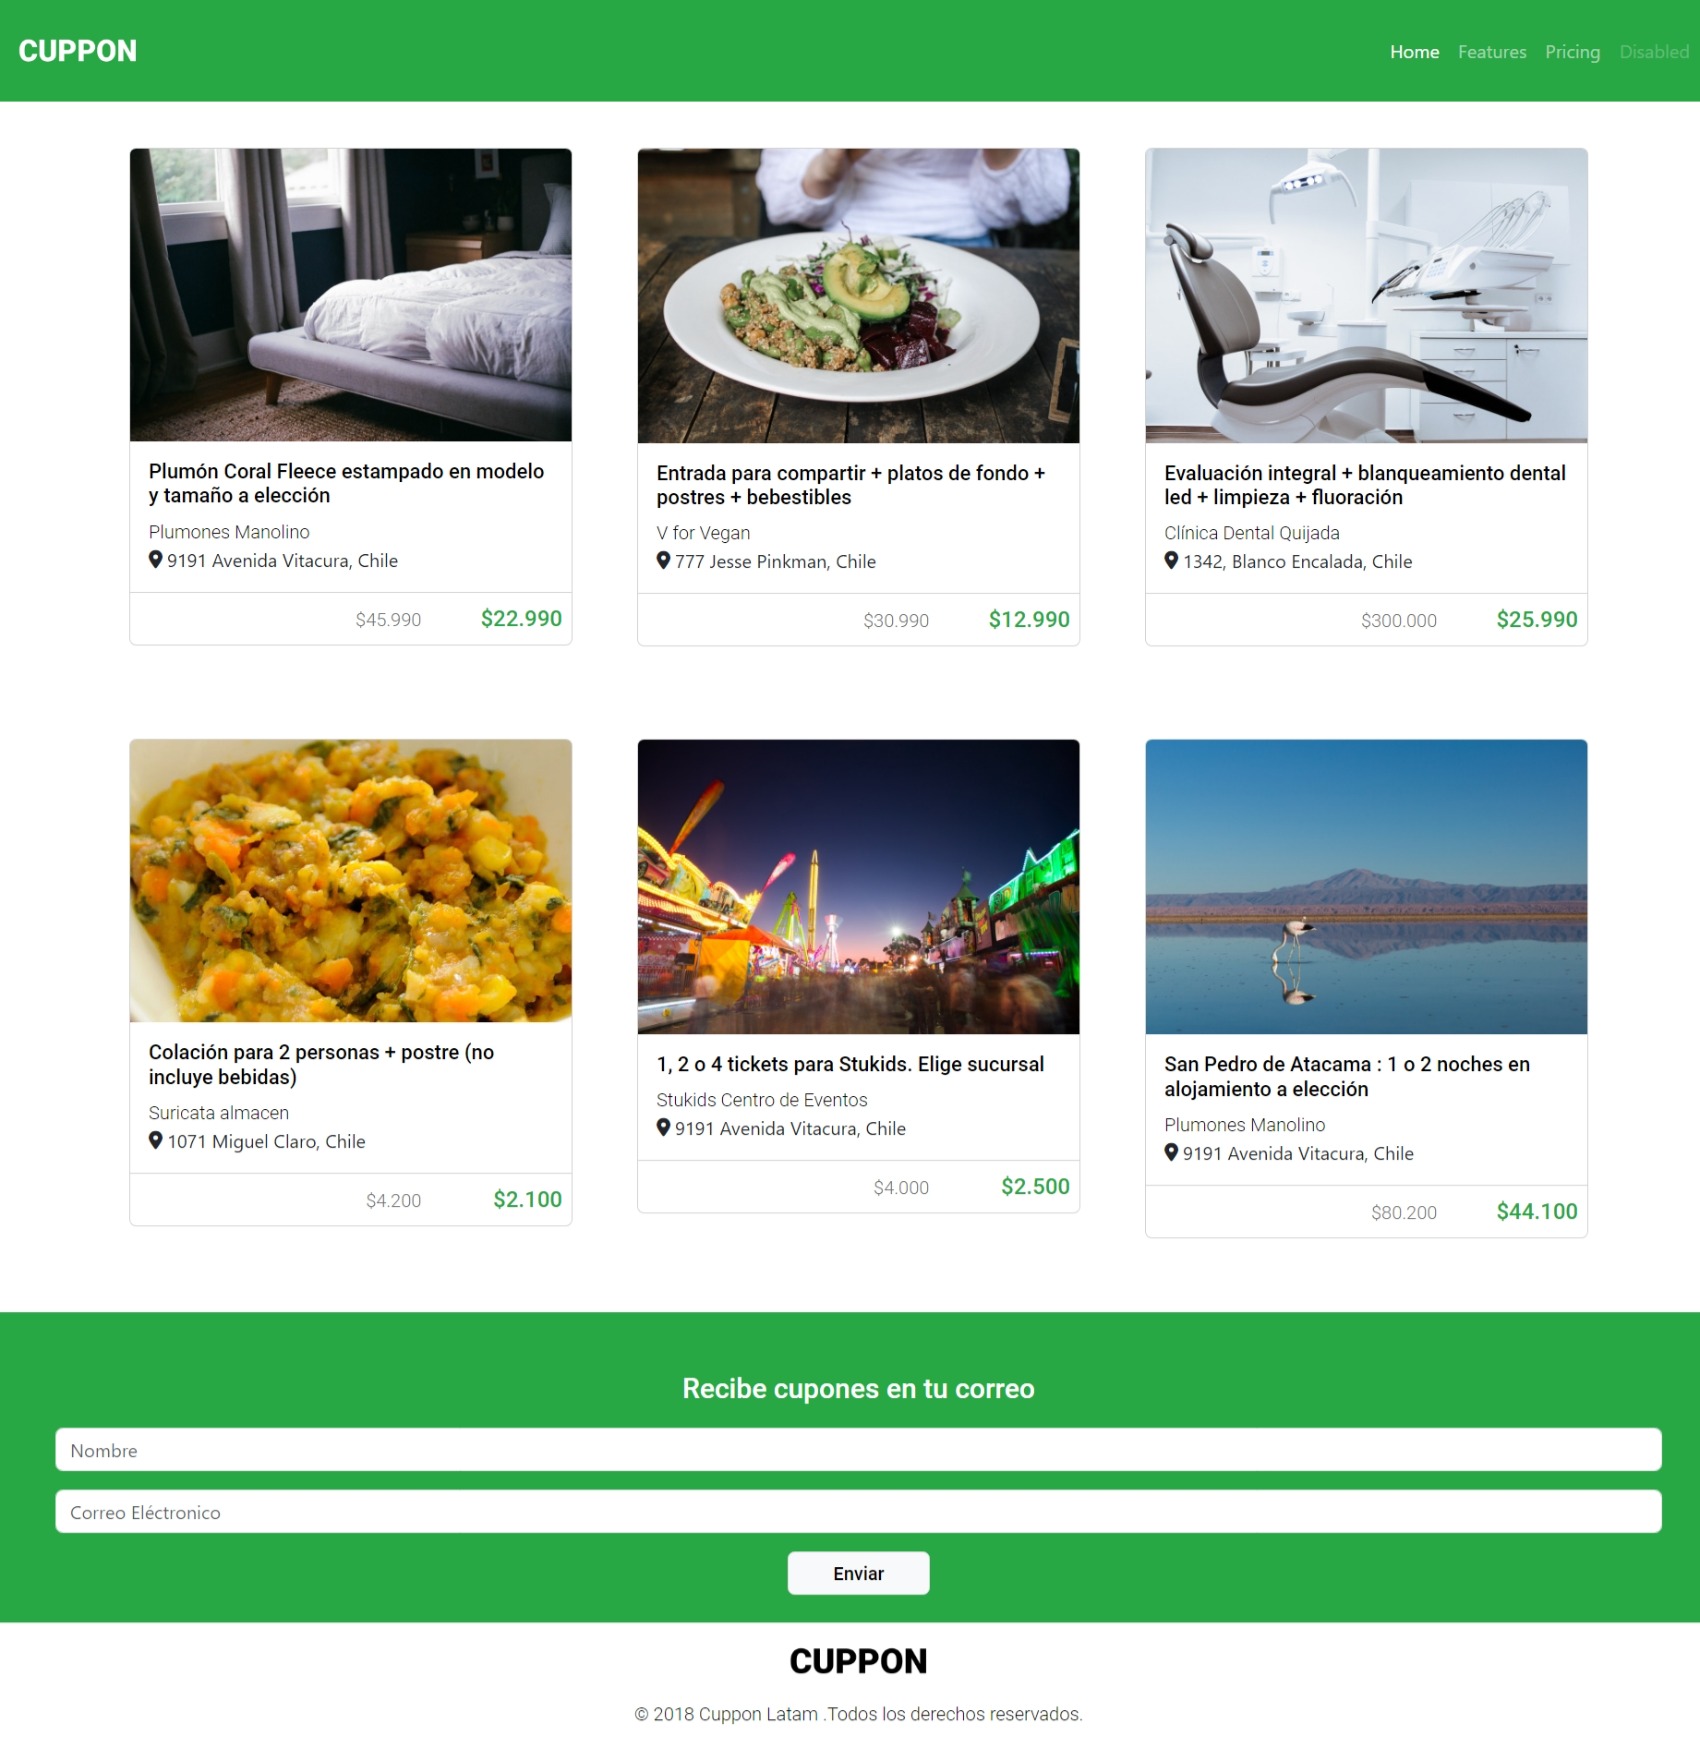 CUPPON
Home Features Pricing Disabled
Plumón Coral Fleece estampado en modelo
y tamaño a elección
Plumones Manolino
9191 Avenida Vitacura, Chile
$45.990 $22.990
Entrada para compartir + platos de fondo +
postres + bebestibles
V for Vegan
777 Jesse Pinkman, Chile
$30.990 $12.990
Evaluación integral + blanqueamiento dental
led + limpieza + fluoración
Clínica Dental Quijada
1342, Blanco Encalada, Chile
$300.000 $25.990
Colación para 2 personas + postre (no
incluye bebidas)
Suricata almacen
1071 Miguel Claro, Chile
$4.200 $2.100
1, 2 o 4 tickets para Stukids. Elige sucursal
Stukids Centro de Eventos
9191 Avenida Vitacura, Chile
$4.000 $2.500
San Pedro de Atacama : 1 o 2 noches en
alojamiento a elección
Plumones Manolino
9191 Avenida Vitacura, Chile
$80.200 $44.100
Recibe cupones en tu correo
Nombre
Correo Eléctronico
Enviar
CUPPON
© 2018 Cuppon Latam .Todos los derechos reservados.